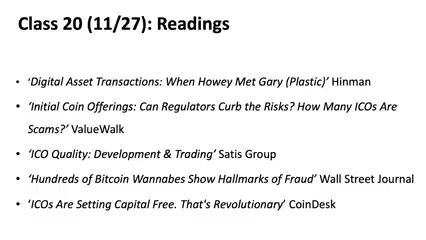 Class 20 (11/27): Readings
• 'Digital Asset Transactions: When Howey Met Gary (Plastic)' Hinman
• 'Initial Coin Offerings: Can Regulators Curb the Risks? How Many ICOs Are
Scams?' ValueWalk
• 'ICO Quality: Development & Trading' Satis Group
• 'Hundreds of Bitcoin Wannabes Show Hallmarks of Fraud' Wall Street Journal
• 'ICOs Are Setting Capital Free. That's Revolutionary' CoinDesk